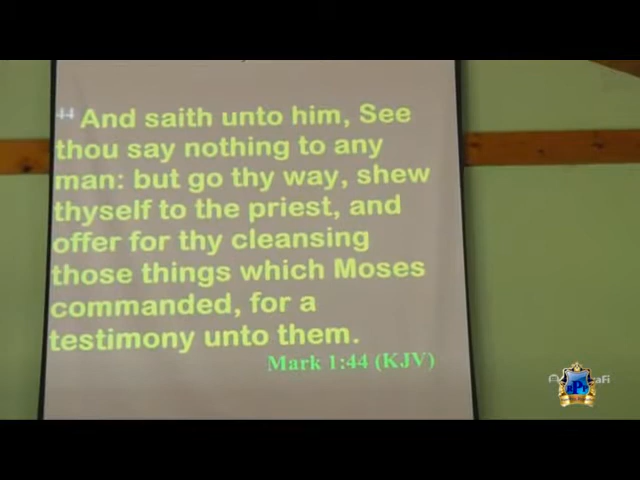 44 And saith unto him, See
thou say nothing to any
man: but go thy way, shew
thyself to the priest, and
offer for thy cleansing
those things which Moses
commanded, for a
testimony unto them.
Mark 1:44 (KJV)